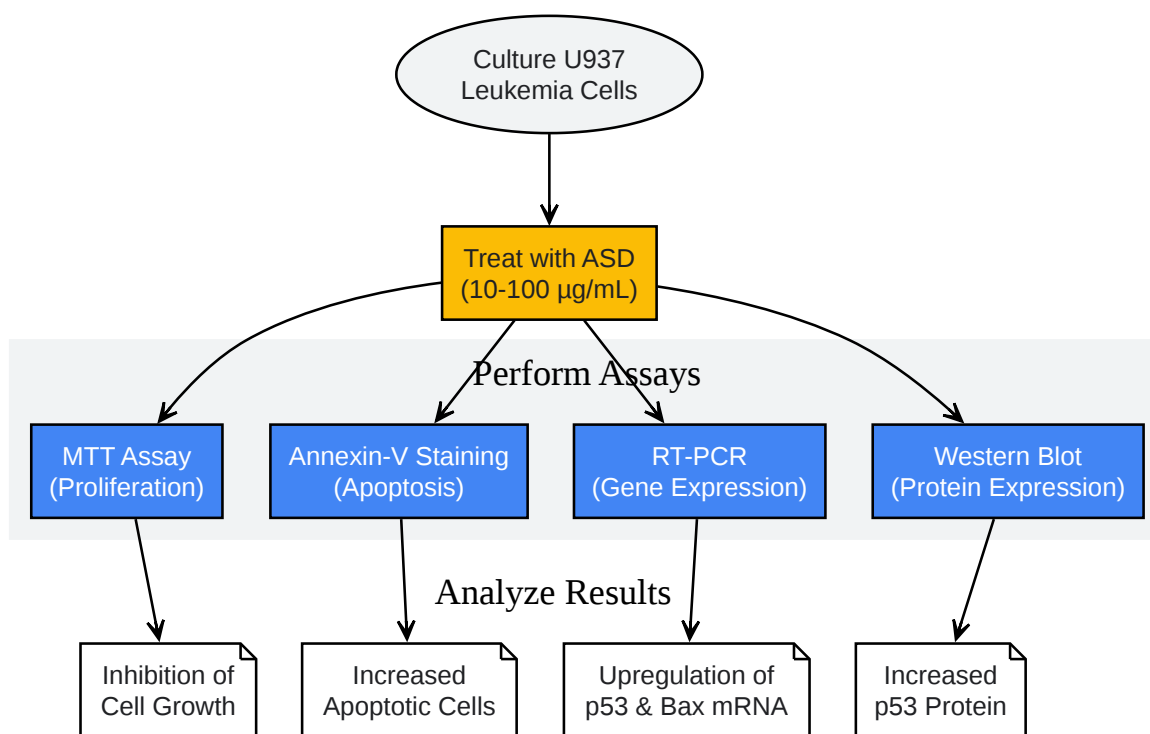 Culture U937
Leukemia Cells
Treat with ASD
(10-100 µg/mL)
Perform Assays
MTT Assay
(Proliferation)
Annexin-V Staining
(Apoptosis)
RT-PCR
(Gene Expression)
Western Blot
(Protein Expression)
Analyze Results
Inhibition of
Cell Growth
Increased
Apoptotic Cells
Upregulation of
p53 & Bax mRNA
Increased
p53 Protein